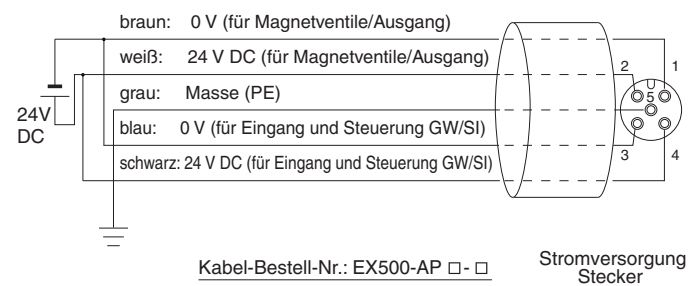 braun: 0 V (für Magnetventile/Ausgang)
weiß: 24 V DC (für Magnetventile/Ausgang)
grau: Masse (PE)
24V
DC
blau: 0 V (für Eingang und Steuerung GW/SI)
schwarz: 24 V DC (für Eingang und Steuerung GW/SI)
2
1
5
3
4
Kabel-Bestell-Nr.: EX500-AP □-□
Stromversorgung
Stecker